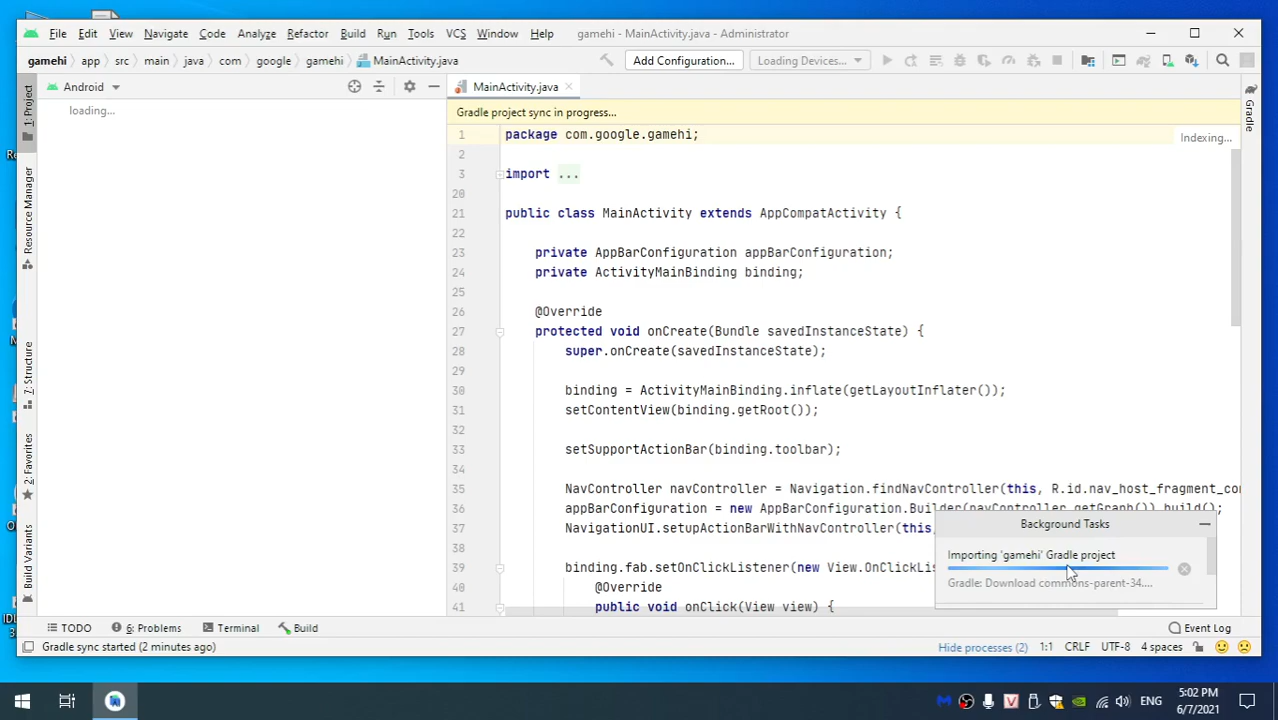 File Edit View Navigate Code Analyze Refactor Build Run Tools VCS Window Help gamehi - MainActivity.java - Administrator
gamehi app src main java com google gamehi MainActivity.java Add Configuration... Loading Devices...
1: Project
Resource Manager
7: Structure
2: Favorites
Build Variants
Android
loading...
MainActivity.java
Gradle
Gradle project sync in progress...
Indexing...
1 package com.google.gamehi;
2
3 import ...
20
21 public class MainActivity extends AppCompatActivity {
22
23 private AppBarConfiguration appBarConfiguration;
24 private ActivityMainBinding binding;
25
26 @Override
27 protected void onCreate(Bundle savedInstanceState) {
28 super.onCreate(savedInstanceState);
29
30 binding = ActivityMainBinding.inflate(getLayoutInflater());
31 setContentView(binding.getRoot());
32
33 setSupportActionBar(binding.toolbar);
34
35 NavController navController = Navigation.findNavController(this, R.id.nav_host_fragment_co
36 appBarConfiguration = new AppBarConfiguration.Builder(navController.getGraph()).build();
37 NavigationUI.setupActionBarWithNavController(this,
38
39 binding.fab.setOnClickListener(new View.OnClickLis
40 @Override
41 public void onClick(View view) {
Background Tasks
Importing 'gamehi' Gradle project
Gradle: Download commons-parent-34....
TODO 6: Problems Terminal Build Event Log
Gradle sync started (2 minutes ago) Hide processes (2) 1:1 CRLF UTF-8 4 spaces
ENG
5:02 PM
6/7/2021